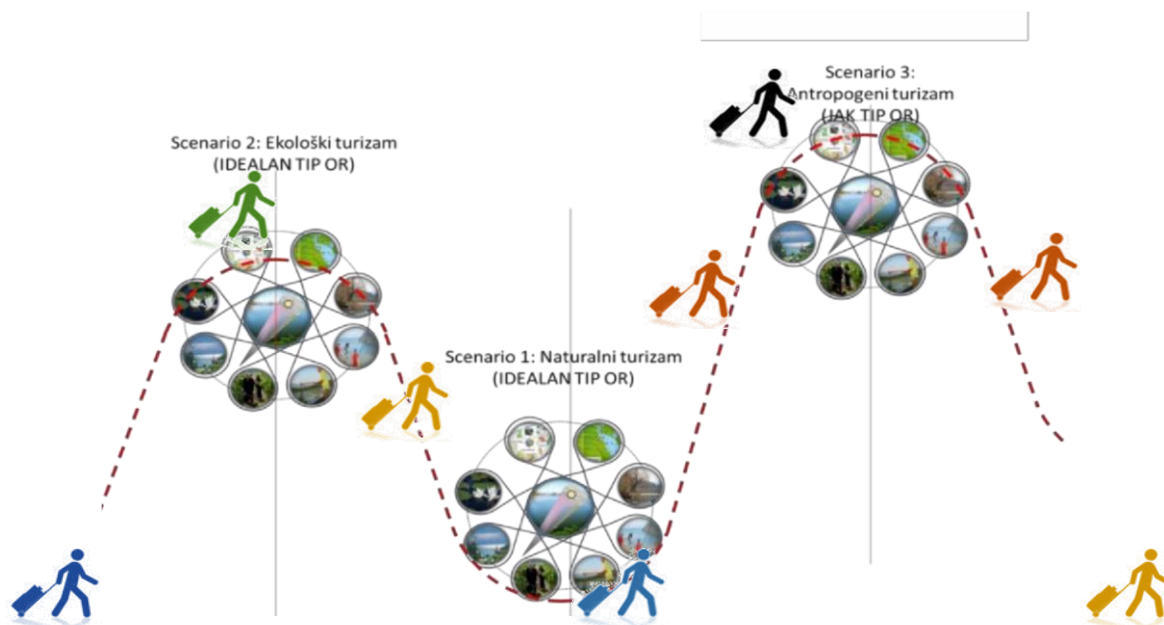 Scenario 2: Ekološki turizam
(IDEALAN TIP OR)
Scenario 1: Naturalni turizam
(IDEALAN TIP OR)
Scenario 3:
Antropogeni turizam
(JAK TIP OR)